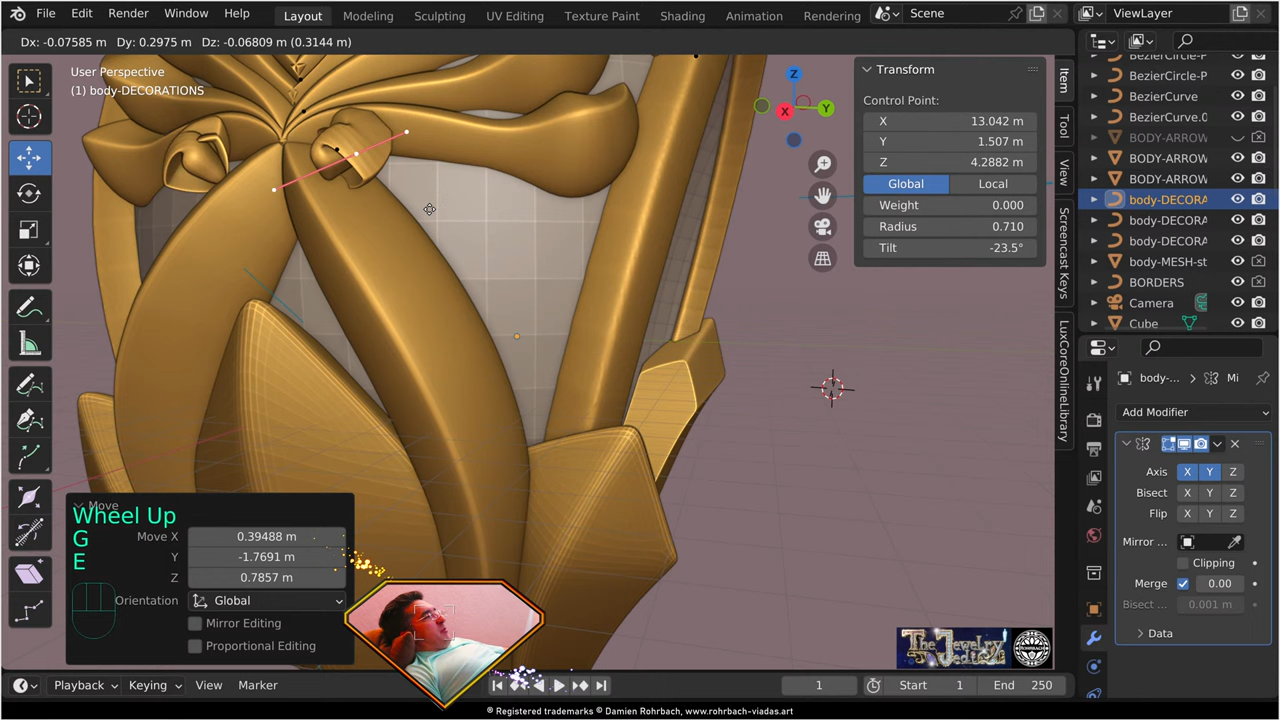 File Edit Render Window Help Layout Modeling Sculpting UV Editing Texture Paint Shading Animation Rendering Scene ViewLayer
Dx: -0.07585 m Dy: 0.2975 m Dz: -0.06809 m (0.3144 m)
User Perspective
(1) body-DECORATIONS
Z
X
Y
Transform
Control Point:
X 13.042 m
Y 1.507 m
Z 4.2882 m
Global Local
Weight 0.000
Radius 0.710
Tilt -23.5°
Item
Tool
View
Screencast Keys
LuxCoreOnlineLibrary
BezierCircle-P
BezierCurve
BezierCurve.0
BODY-ARROW
BODY-ARROW
BODY-ARROW
body-DECORA
body-DECORA
body-DECORA
body-MESH-st
BORDERS
Camera
Cube
body-... Mi
Add Modifier
Axis X Y Z
Bisect X Y Z
Flip X Y Z
Mirror ...
Clipping
Merge 0.00
Bisect ... 0.001 m
Data
Move
Wheel Up
G
E
Move X 0.39488 m
Y -1.7691 m
Z 0.7857 m
Orientation Global
Mirror Editing
Proportional Editing
The Jewelry
Playback Keying View Marker 1 Start 1 End 250
® Registered trademarks © Damien Rohrbach, www.rohrbach-viadas.art